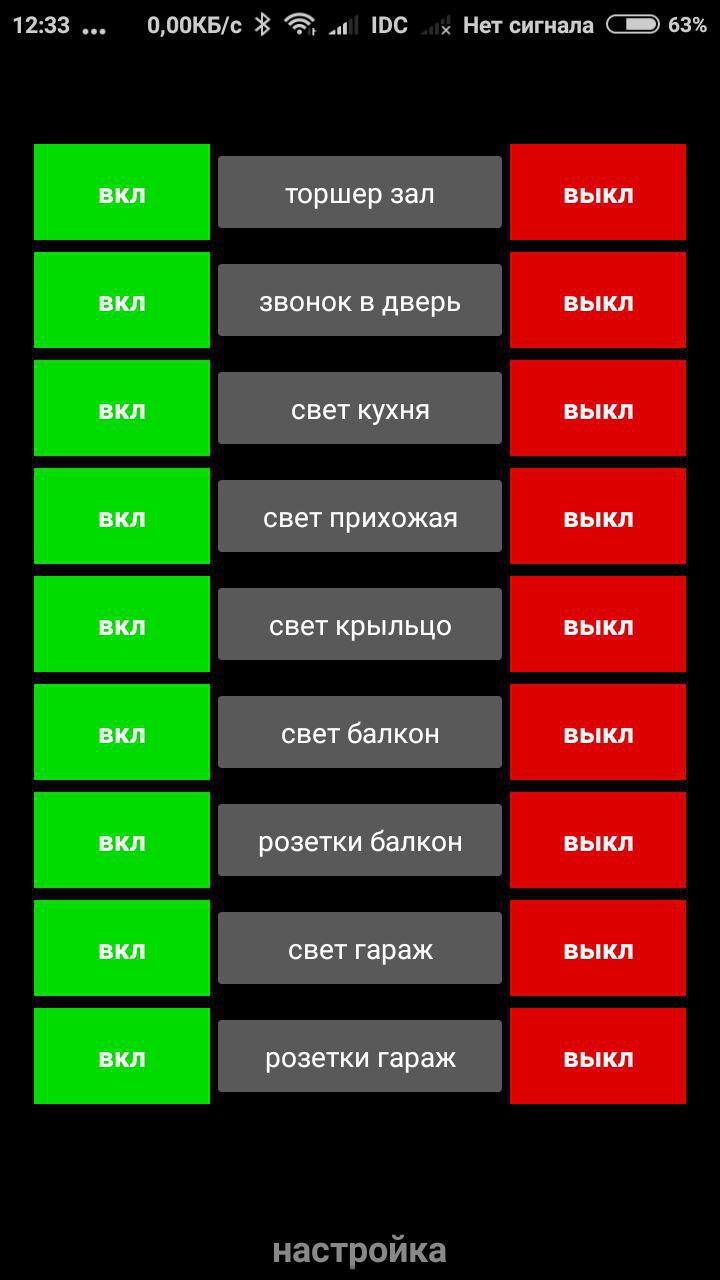 12:33 ... 0,00КБ/с IDC Нет сигнала 63%
вкл торшер зал выкл
вкл звонок в дверь выкл
вкл свет кухня выкл
вкл свет прихожая выкл
вкл свет крыльцо выкл
вкл свет балкон выкл
вкл розетки балкон выкл
вкл свет гараж выкл
вкл розетки гараж выкл
настройка